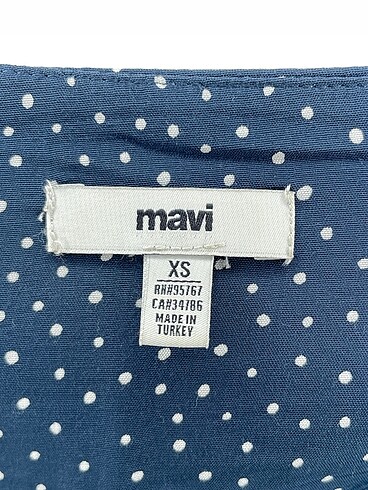 mavi
XS
RN#95767
CA#34786
MADE IN
TURKEY